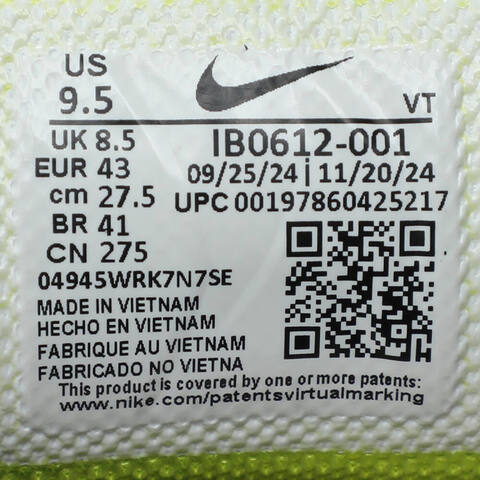 US
9.5
VT
UK 8.5
IB0612-001
EUR 43
09/25/24 | 11/20/24
cm 27.5
UPC 00197860425217
BR 41
CN 275
04945WRK7N7SE
MADE IN VIETNAM
HECHO EN VIETNAM
FABRIQUE AU VIETNAM
FABRICADO NO VIETNA
This product is covered by one or more patents:
www.nike.com/patentsvirtualmarking